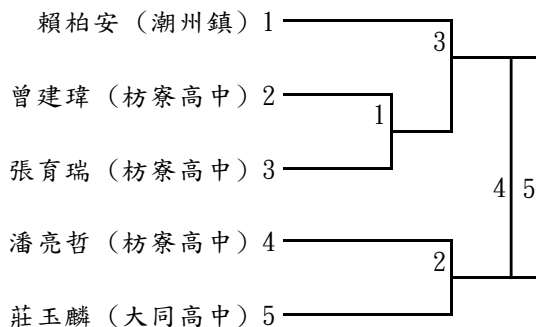 賴柏安（潮州鎮）1
3
曾建瑋（枋寮高中）2
1
張育瑞（枋寮高中）3
4 5
潘亮哲（枋寮高中）4
2
莊玉麟（大同高中）5